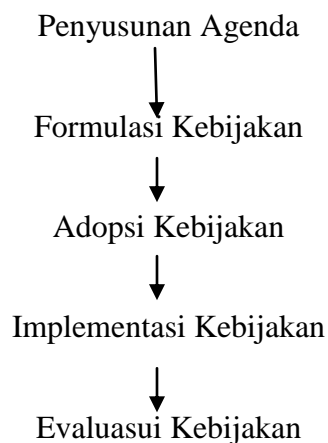 Penyusunan Agenda
Formulasi Kebijakan
Adopsi Kebijakan
Implementasi Kebijakan
Evaluasui Kebijakan